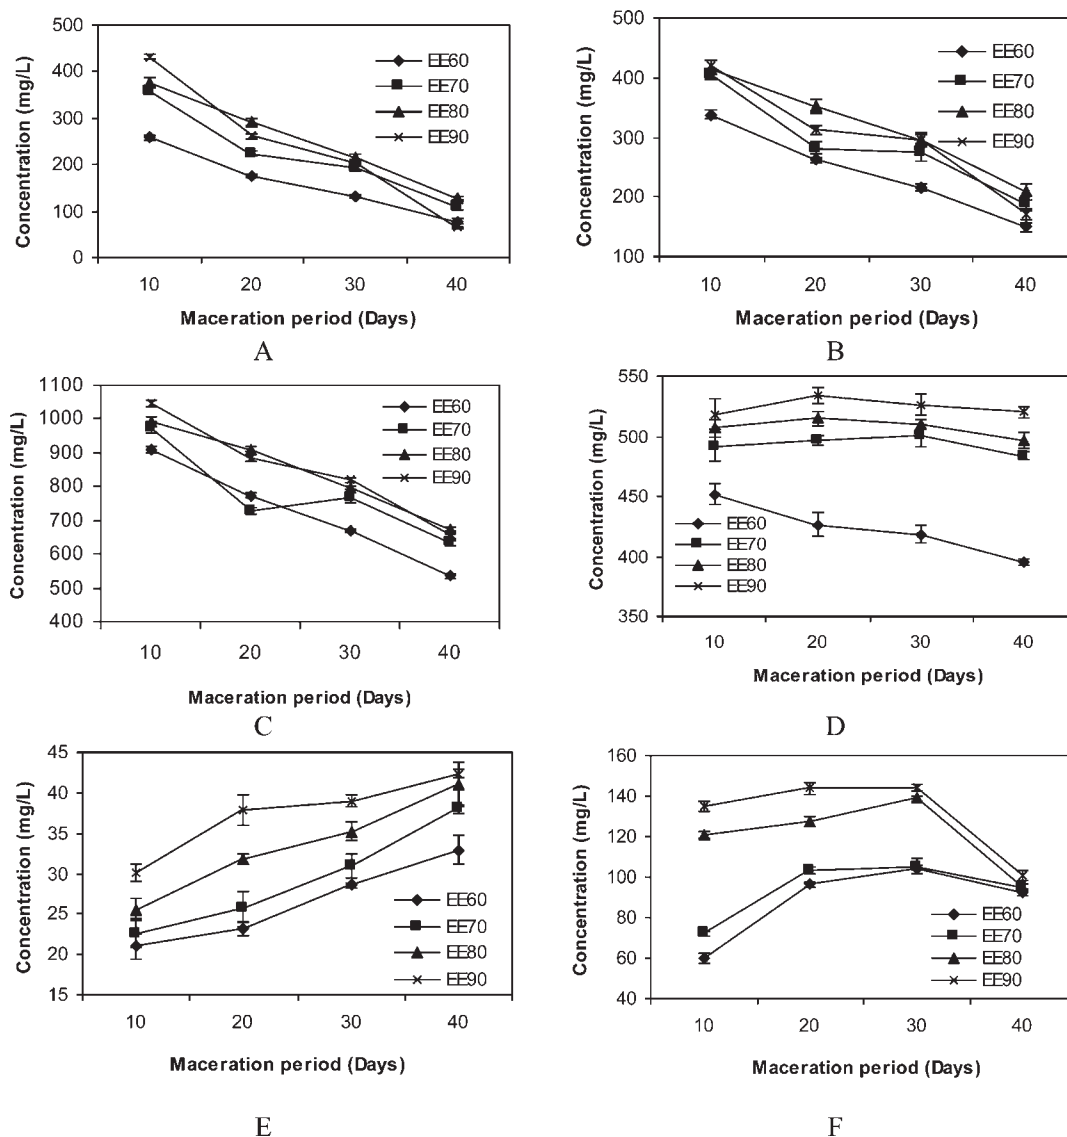 500
400
300
200
100
0
Concentration (mg/L)
EE60
EE70
EE80
EE90
10 20 30 40
Maceration period (Days)
A
500
400
300
200
100
Concentration (mg/L)
EE60
EE70
EE80
EE90
10 20 30 40
Maceration period (Days)
B
1100
1000
900
800
700
600
500
400
Concentration (mg/L)
EE60
EE70
EE80
EE90
10 20 30 40
Maceration period (Days)
C
550
500
450
400
350
Concentration (mg/L)
EE60
EE70
EE80
EE90
10 20 30 40
Maceration period (Days)
D
45
40
35
30
25
20
15
Concentration (mg/L)
EE60
EE70
EE80
EE90
10 20 30 40
Maceration period (Days)
E
160
140
120
100
80
60
40
Concentration (mg/L)
EE60
EE70
EE80
EE90
10 20 30 40
Maceration period (Days)
F